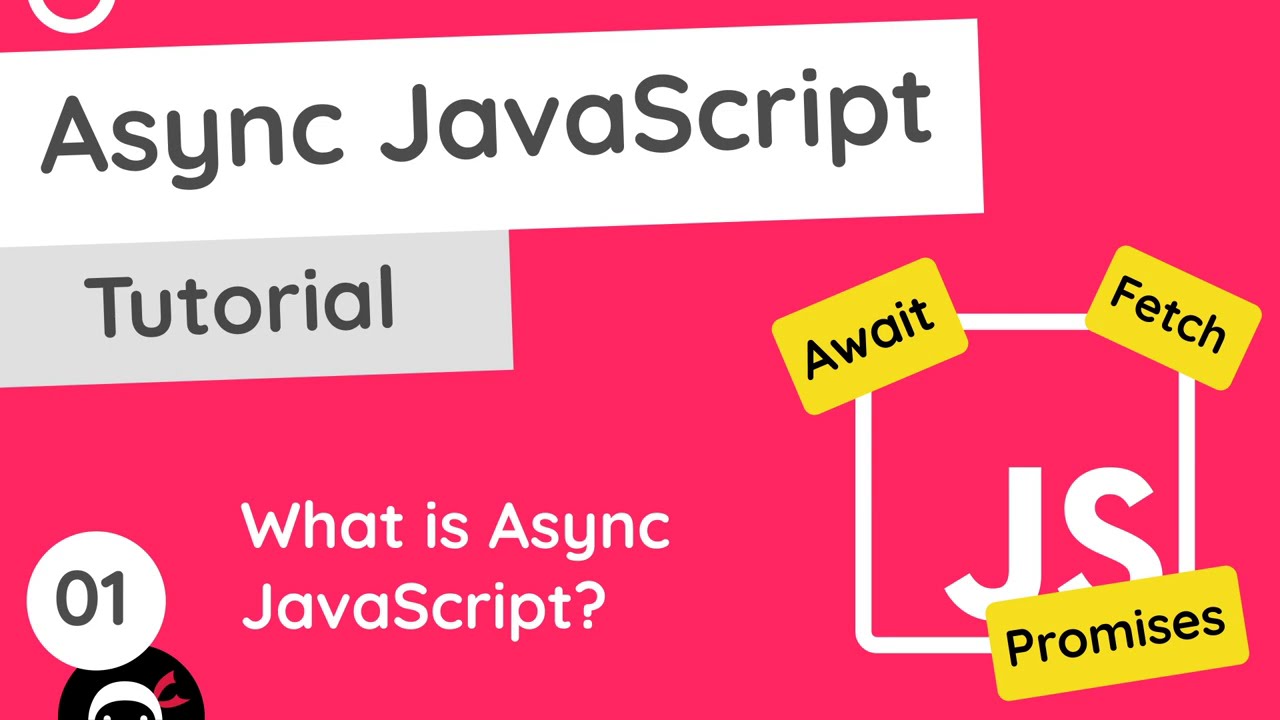 Async JavaScript
Tutorial
Await
Fetch
JS
Promises
01
What is Async
JavaScript?